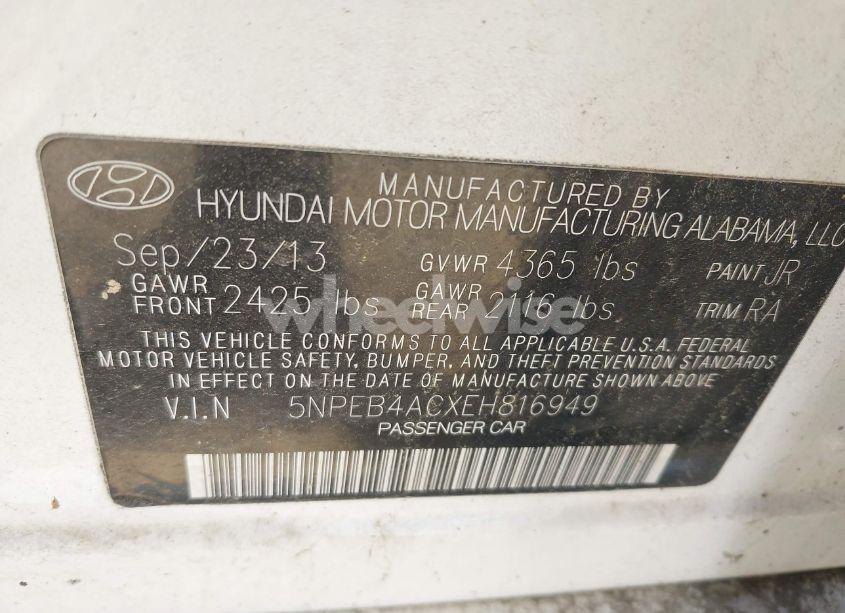 MANUFACTURED BY
HYUNDAI MOTOR MANUFACTURING ALABAMA, LLC
Sep/23/13 GVWR 4365 lbs PAINT JR
GAWR FRONT 2425 lbs GAWR REAR 2116 lbs TRIM RA
wheelwise
THIS VEHICLE CONFORMS TO ALL APPLICABLE U.S.A. FEDERAL
MOTOR VEHICLE SAFETY, BUMPER, AND THEFT PREVENTION STANDARDS
IN EFFECT ON THE DATE OF MANUFACTURE SHOWN ABOVE
V.I.N 5NPEB4ACXEH816949
PASSENGER CAR